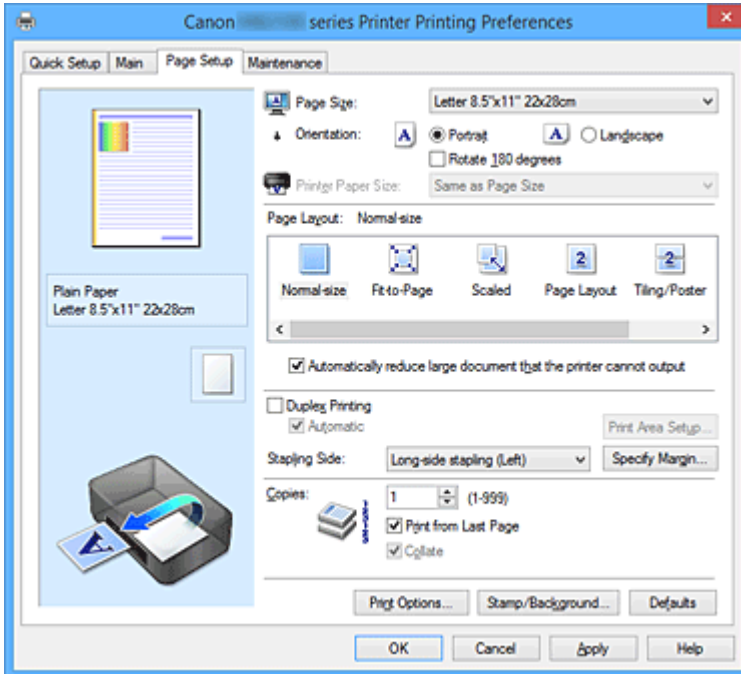 Canon series Printer Printing Preferences
Quick Setup Main Page Setup Maintenance
Page Size: Letter 8.5"x11" 22x28cm
Orientation: A Portrait A Landscape
Rotate 180 degrees
Printer Paper Size: Same as Page Size
Page Layout: Normal-size
2 2
Normal-size Fit-to-Page Scaled Page Layout Tiling/Poster
Plain Paper
Letter 8.5"x11" 22x28cm
Automatically reduce large document that the printer cannot output
Duplex Printing
Automatic
Print Area Setup...
Stapling Side: Long-side stapling (Left) Specify Margin...
Copies: 1 (1-999)
Print from Last Page
Collate
A
Print Options... Stamp/Background... Defaults
OK Cancel Apply Help